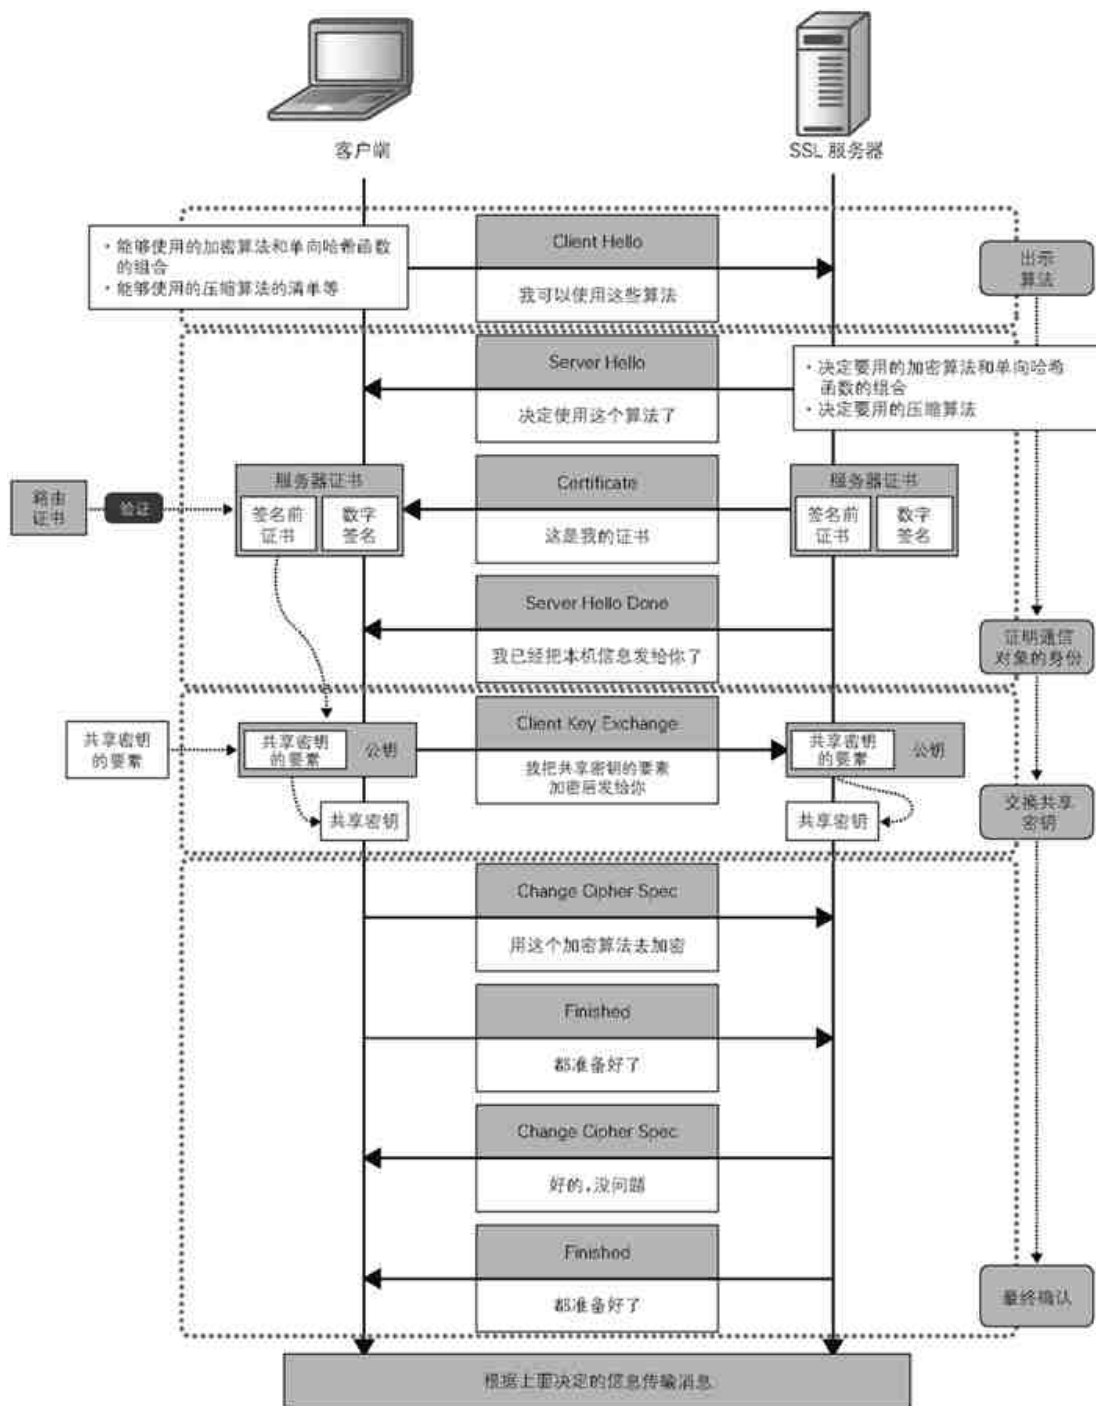 客户端
SSL 服务器
・能够使用的加密算法和单向哈希函数
的组合
・能够使用的压缩算法的清单等
Client Hello
我可以使用这些算法
出示
算法
Server Hello
决定使用这个算法了
・决定要用的加密算法和单向哈希
函数的组合
・决定要用的压缩算法
路由
证书
验证
服务器证书
签名前
证书
数字
签名
Certificate
这是我的证书
服务器证书
签名前
证书
数字
签名
Server Hello Done
我已经把本机信息发给你了
证明通信
对象的身份
共享密钥
的要素
共享密钥
的要素
公钥
Client Key Exchange
我把共享密钥的要素
加密后发给你
共享密钥
的要素
公钥
共享密钥
共享密钥
交换共享
密钥
Change Cipher Spec
用这个加密算法去加密
Finished
都准备好了
Change Cipher Spec
好的,没问题
Finished
都准备好了
最终确认
根据上面决定的信息传输消息